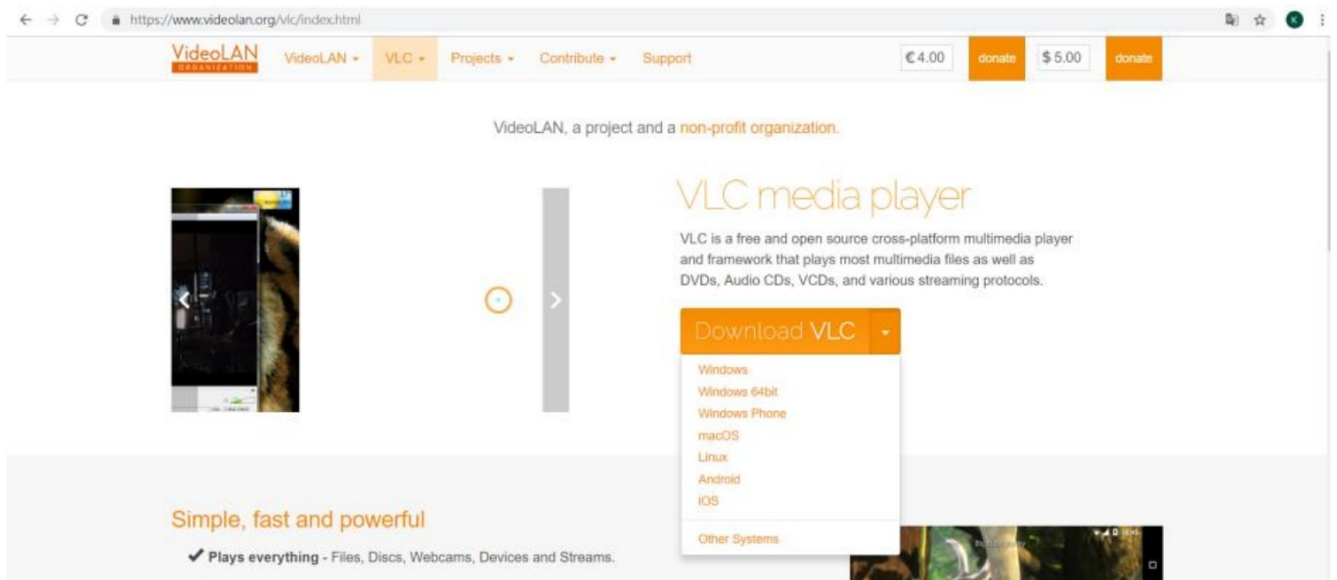 https://www.videolan.org/vlc/index.html
K
VideoLAN
ORGANIZATION
VideoLAN
VLC
Projects
Contribute
Support
€ 4.00
donate
$ 5.00
donate
VideoLAN, a project and a non-profit organization.
VLC media player
VLC is a free and open source cross-platform multimedia player
and framework that plays most multimedia files as well as
DVDs, Audio CDs, VCDs, and various streaming protocols.
Download VLC
Windows
Windows 64bit
Windows Phone
macOS
Linux
Android
iOS
Other Systems
Simple, fast and powerful
✔ Plays everything - Files, Discs, Webcams, Devices and Streams.